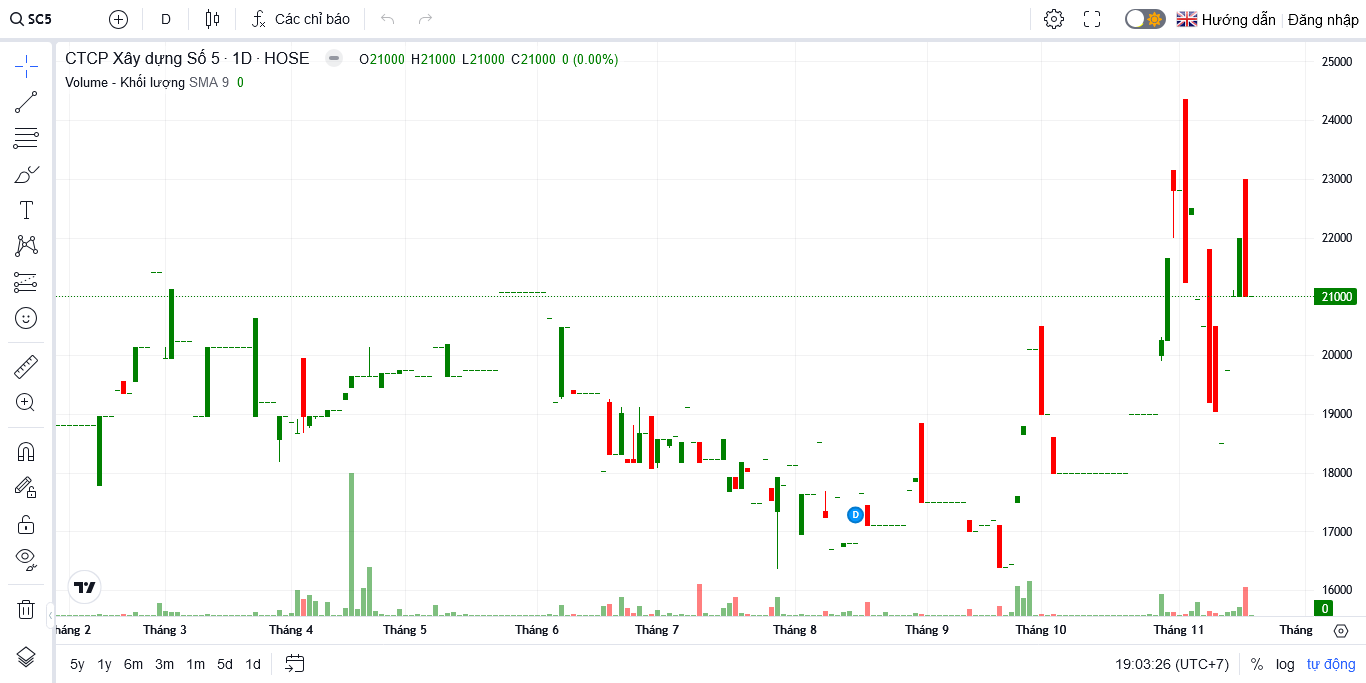 SC5 D Các chỉ báo Hướng dẫn Đăng nhập
CTCP Xây dựng Số 5 · 1D · HOSE O21000 H21000 L21000 C21000 0 (0.00%)
Volume - Khối lượng SMA 9 0
25000
24000
23000
22000
21000
20000
19000
18000
17000
16000
0
D
háng 2 Tháng 3 Tháng 4 Tháng 5 Tháng 6 Tháng 7 Tháng 8 Tháng 9 Tháng 10 Tháng 11 Tháng
5y 1y 6m 3m 1m 5d 1d 19:03:26 (UTC+7) % log tự động